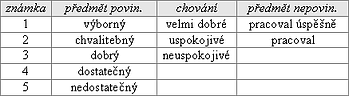 známka předmět povin. chování předmět nepovin.
1 výborný velmi dobré pracoval úspěšně
2 chvalitebný uspokojivé pracoval
3 dobrý neuspokojivé
4 dostatečný
5 nedostatečný